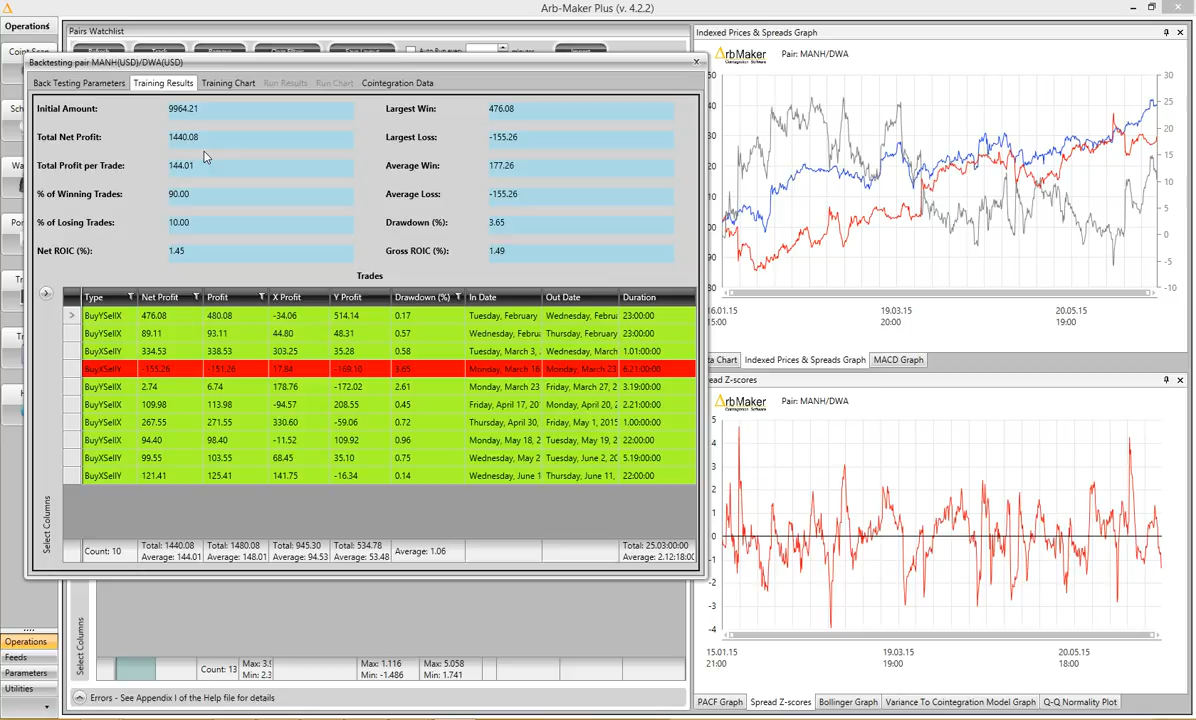 Arb-Maker Plus (v. 4.2.2)
Operations
Pairs Watchlist
Backtesting pair MANH(USD)/DWA(USD)
Back Testing Parameters Training Results Training Chart Run Results Run Chart Cointegration Data
Initial Amount: 9964.21 Largest Win: 476.08
Total Net Profit: 1440.08 Largest Loss: -155.26
Total Profit per Trade: 144.01 Average Win: 177.26
% of Winning Trades: 90.00 Average Loss: -155.26
% of Losing Trades: 10.00 Drawdown (%): 3.65
Net ROIC (%): 1.45 Gross ROIC (%): 1.49
Trades
Type Net Profit Profit X Profit Y Profit Drawdown (%) In Date Out Date Duration
BuyYSellX 476.08 480.08 -34.06 514.14 0.17 Tuesday, February Wednesday, Febru 23:00:00
BuyYSellX 89.11 93.11 44.80 48.31 0.57 Wednesday, Febru Thursday, Februar 22:00:00
BuyXSellY 334.53 338.53 303.25 35.28 0.58 Tuesday, March 3, Wednesday, March 1.01:00:00
BuyXSellY -155.26 -151.26 17.84 -169.10 3.65 Monday, March 16 Monday, March 23 6.21:00:00
BuyYSellX 2.74 6.74 178.76 -172.02 2.61 Monday, March 23 Friday, March 27, 2 3.19:00:00
BuyYSellX 109.98 113.98 -94.57 208.55 0.45 Friday, April 17, 20 Monday, April 20, 2.21:00:00
BuyYSellX 267.55 271.55 330.60 -59.06 0.72 Thursday, April 30, Friday, May 1, 2015 1.00:00:00
BuyYSellX 94.40 98.40 -11.52 109.92 0.96 Monday, May 18, 2 Tuesday, May 19, 2 22:00:00
BuyXSellY 99.55 103.55 68.45 35.10 0.75 Wednesday, May 2 Tuesday, June 2, 20 5.19:00:00
BuyXSellY 121.41 125.41 141.75 -16.34 0.14 Wednesday, June 1 Thursday, June 11, 22:00:00
Select Columns
Count: 10 Total: 1440.08 Total: 1480.08 Total: 945.30 Total: 534.78 Average: 1.06 Total: 25.03:00:00
Average: 144.01 Average: 148.01 Average: 94.53 Average: 53.48 Average: 2.12:18:00
Select Columns
Count: 13 Max: 1.116 Max: 5.058
Min: 2.3 Min: -1.486 Min: 1.741
Errors - See Appendix I of the Help file for details
Operations
Feeds
Parameters
Utilities
Indexed Prices & Spreads Graph
ArbMaker Pair: MANH/DWA
30
25
20
15
10
5
0
-5
-10
16.01.15 19.03.15 20.05.15
15:00 20:00 19:00
ta Chart Indexed Prices & Spreads Graph MACD Graph
read Z-scores
ArbMaker Pair: MANH/DWA
5
4
3
2
1
0
-1
-2
-3
-4
15.01.15 19.03.15 20.05.15
21:00 19:00 18:00
PACF Graph Spread Z-scores Bollinger Graph Variance To Cointegration Model Graph Q-Q Normality Plot